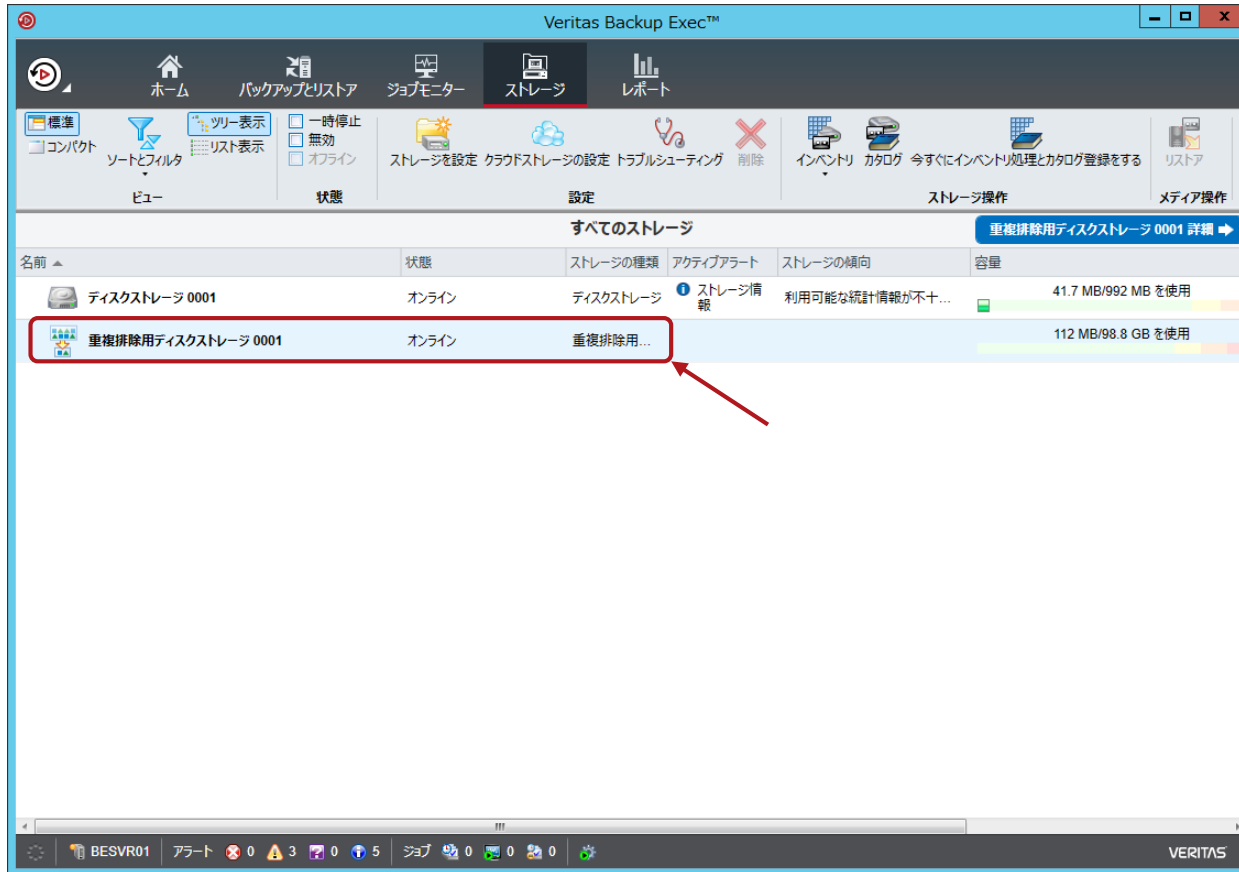 Veritas Backup Exec™
ホーム
バックアップとリストア
ジョブモニター
ストレージ
レポート
標準
コンパクト
ソートとフィルタ
ツリー表示
リスト表示
ビュー
一時停止
無効
オフライン
状態
ストレージを設定
クラウドストレージの設定
トラブルシューティング
削除
設定
インベントリ
カタログ
今すぐにインベントリ処理とカタログ登録をする
ストレージ操作
リストア
メディア操作
すべてのストレージ
重複排除用ディスクストレージ 0001 詳細
名前 状態 ストレージの種類 アクティブアラート ストレージの傾向 容量
ディスクストレージ 0001 オンライン ディスクストレージ ストレージ情 利用可能な統計情報が不十... 41.7 MB/992 MB を使用
報
重複排除用ディスクストレージ 0001 オンライン 重複排除用... 112 MB/98.8 GB を使用
BESVR01 アラート 0 3 0 5 ジョブ 0 0 0 VERITAS